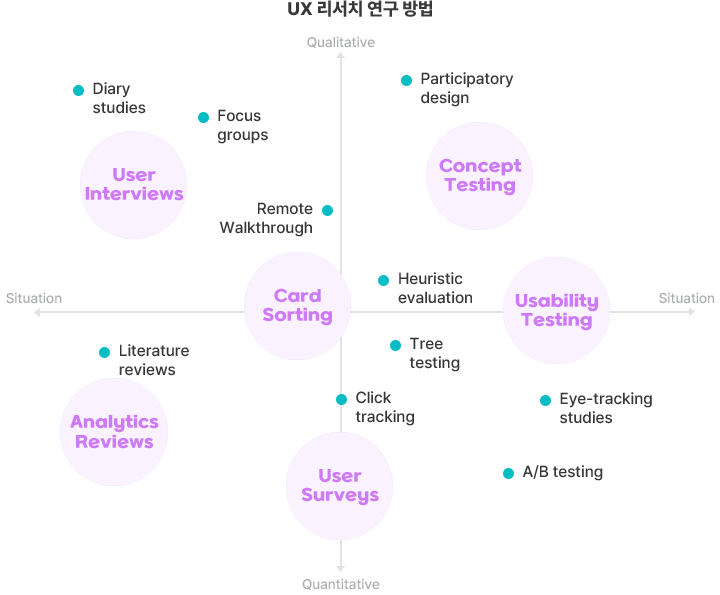 UX 리서치 연구 방법
Qualitative
Diary
studies
Focus
groups
Participatory
design
User
Interviews
Concept
Testing
Remote
Walkthrough
Card
Sorting
Heuristic
evaluation
Usability
Testing
Situation
Situation
Literature
reviews
Tree
testing
Click
tracking
Eye-tracking
studies
Analytics
Reviews
User
Surveys
A/B testing
Quantitative